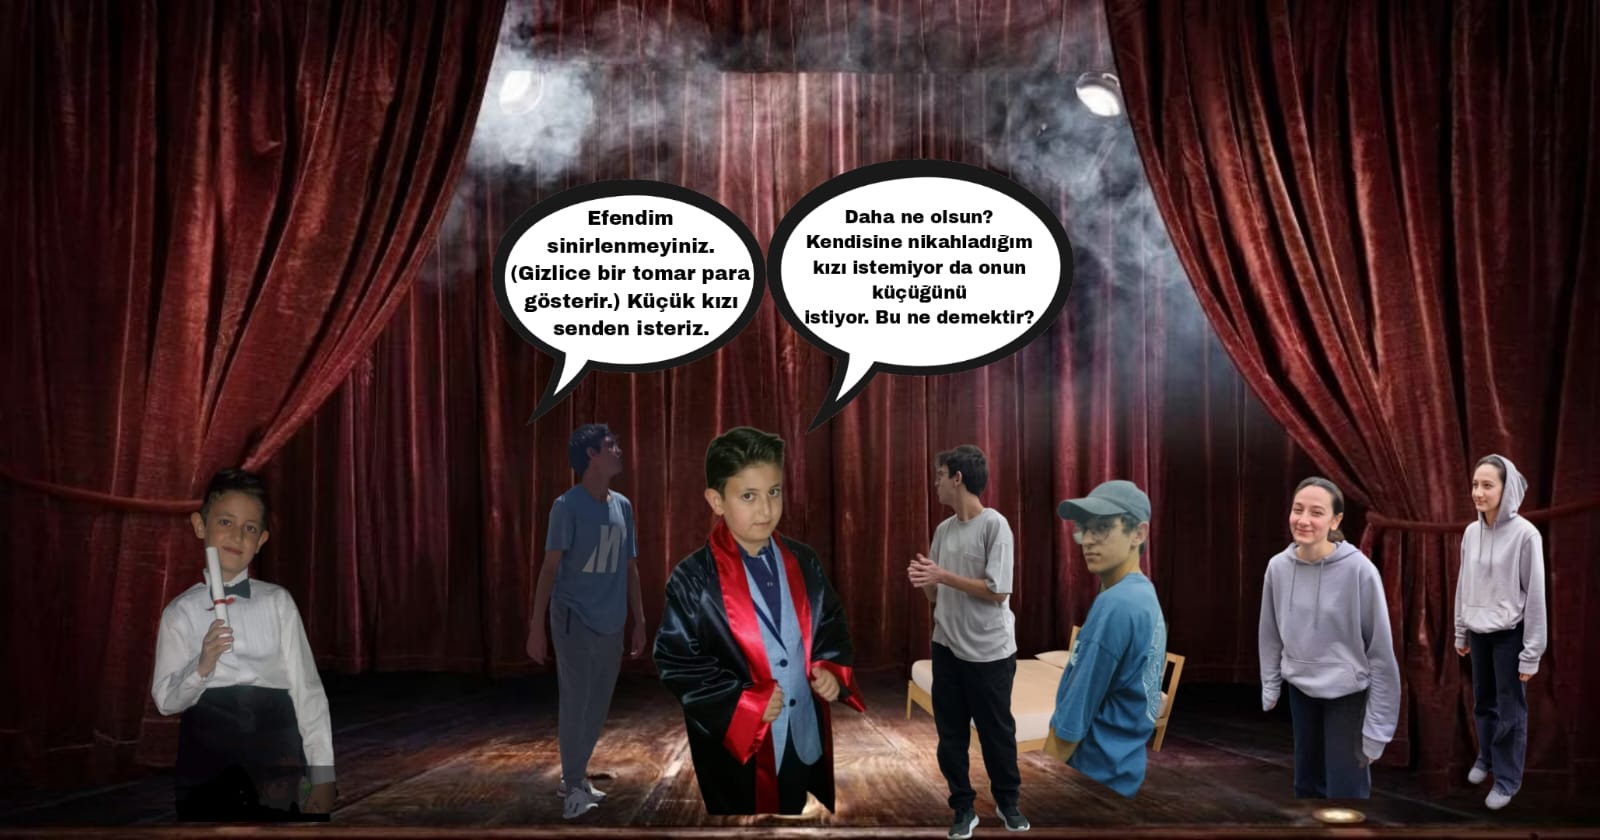 Efendim
sinirlenmeyiniz.
(Gizlice bir tomar para
gösterir.) Küçük kızı
senden isteriz.
Daha ne olsun?
Kendisine nikahladığım
kızı istemiyor da onun
küçüğünü
istiyor. Bu ne demektir?